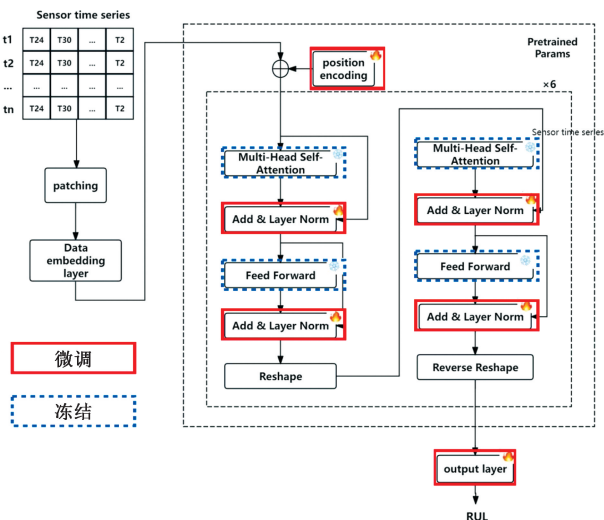 Sensor time series
t1 T24 T30 ... T2
t2 T24 T30 ... T2
... ... ... ... ...
tn T24 T30 ... T2
patching
Data
embedding
layer
微调
冻结
position
encoding
Pretrained
Params
×6
Multi-Head Self-
Attention
Add & Layer Norm
Feed Forward
Add & Layer Norm
Reshape
Sensor time series
Multi-Head Self-
Attention
Add & Layer Norm
Feed Forward
Add & Layer Norm
Reverse Reshape
output layer
RUL